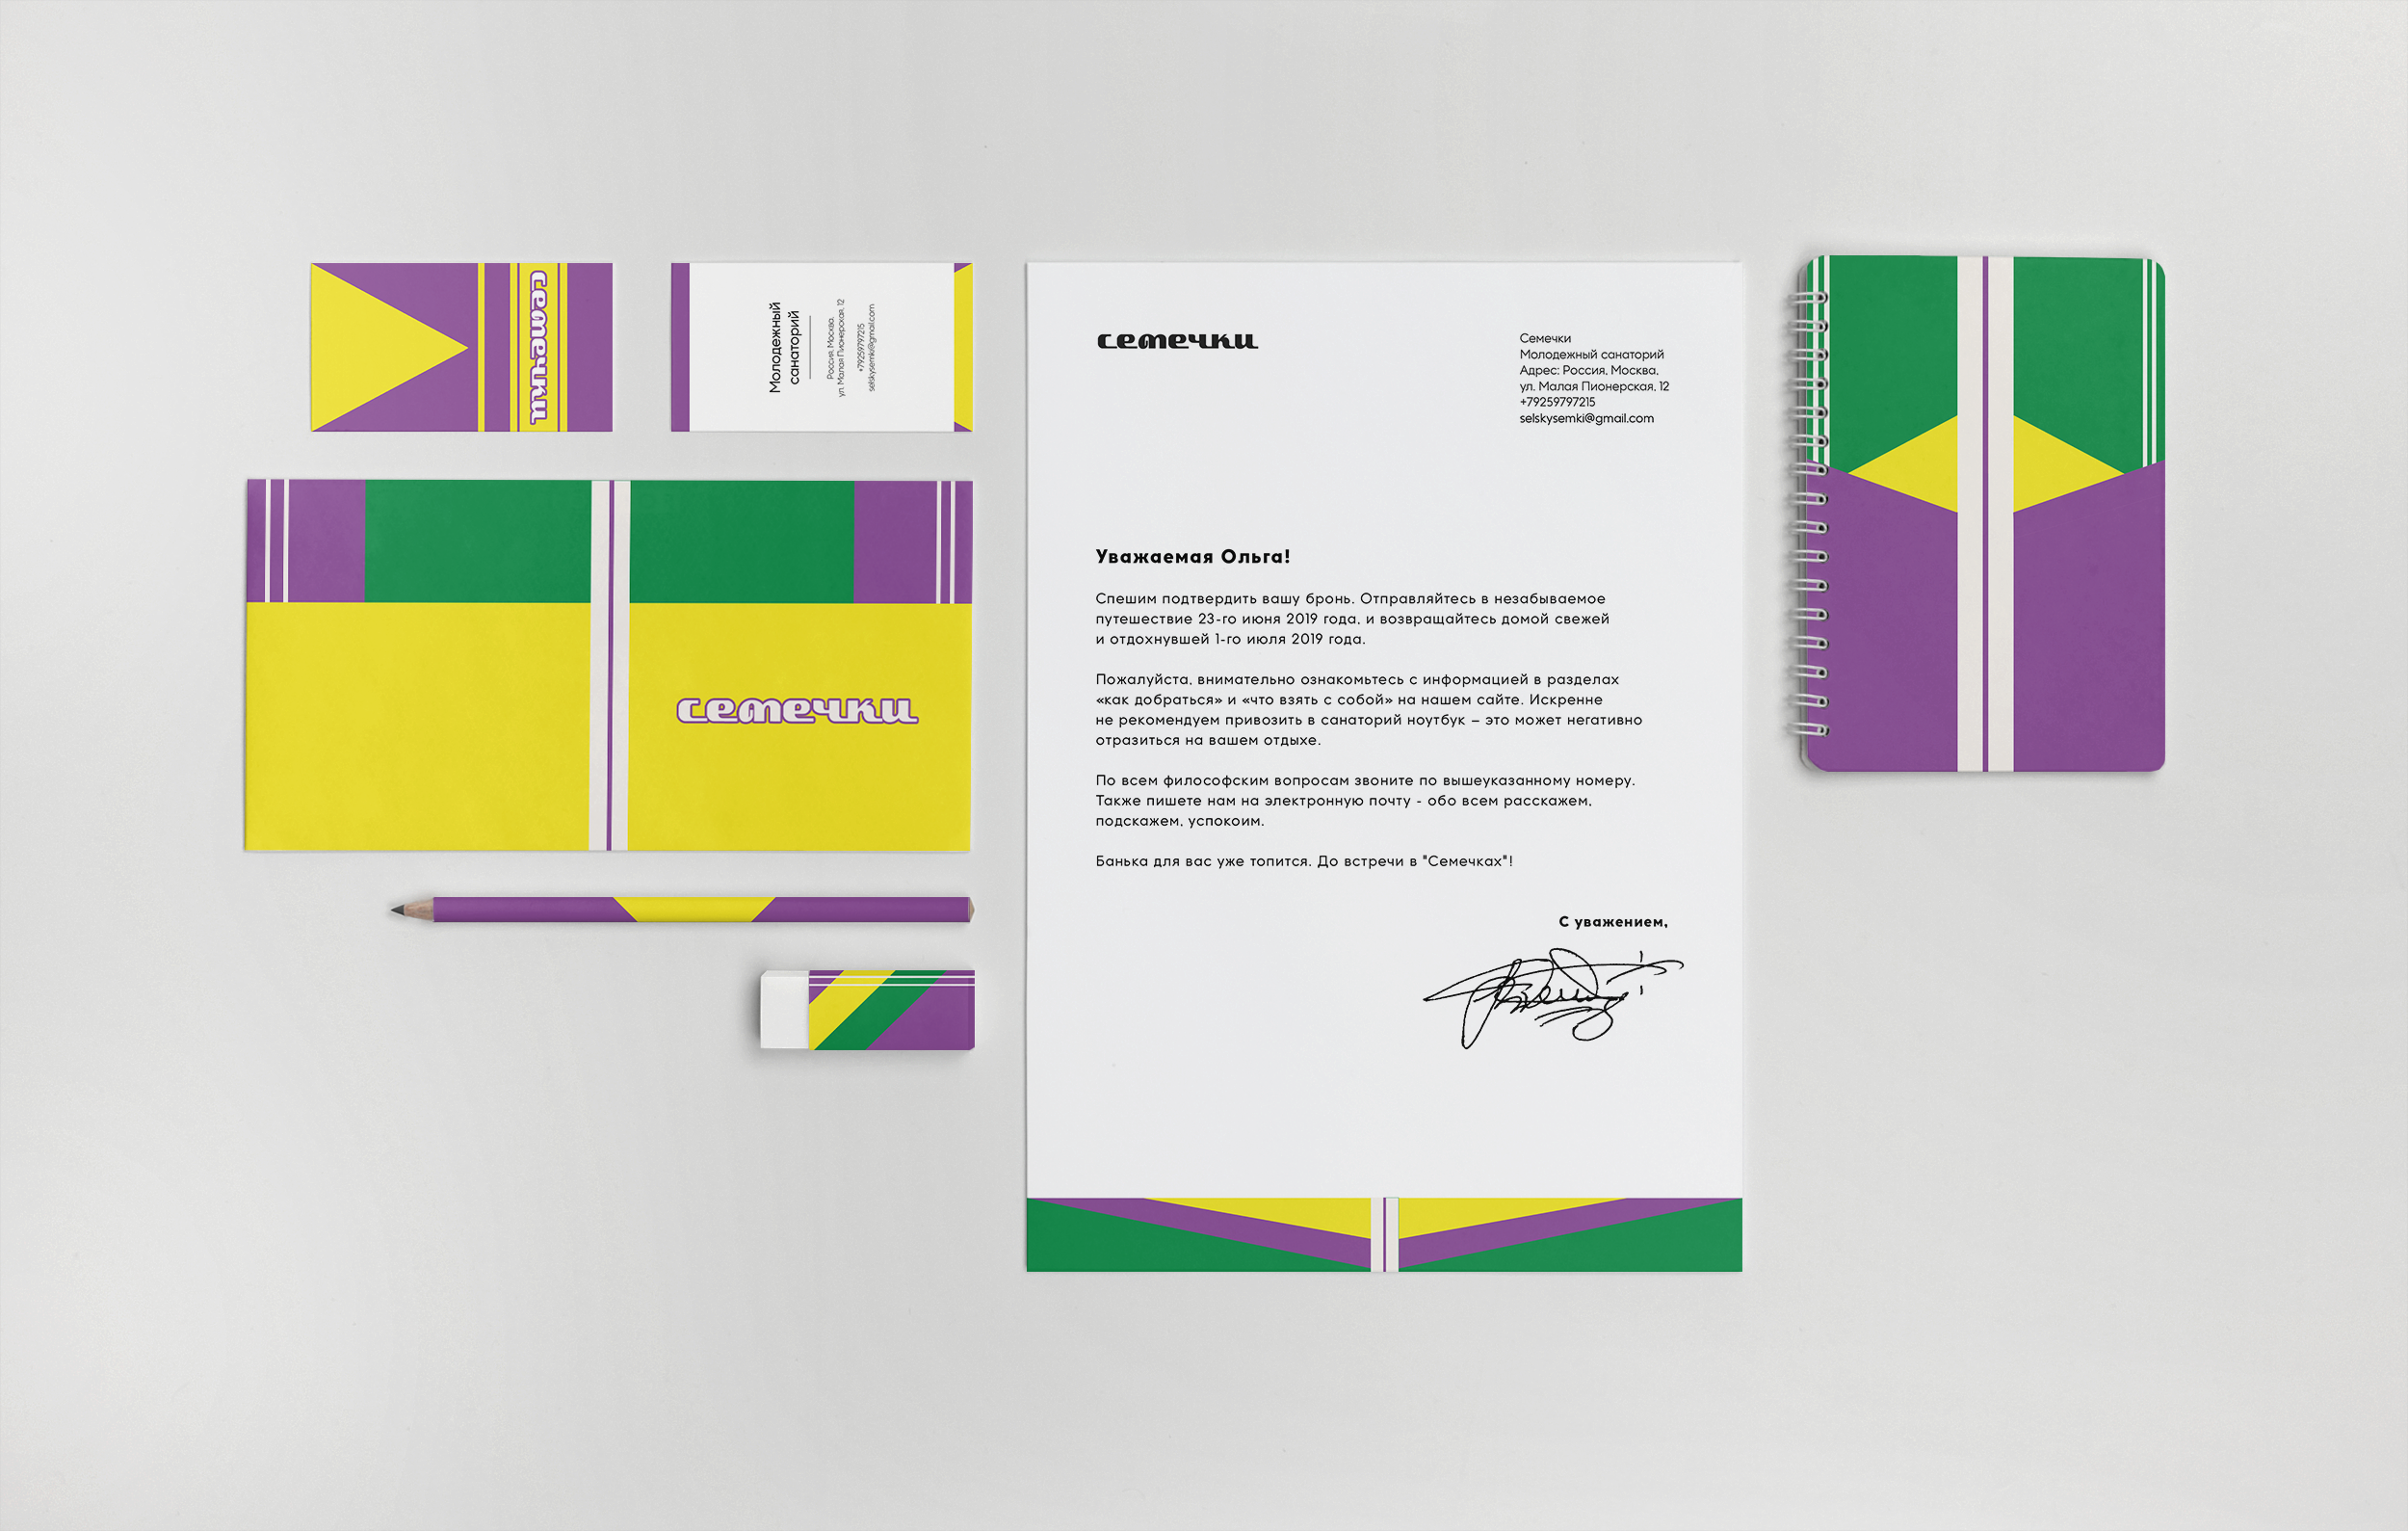 семечки
Молодежный
санаторий
Россия, Москва,
ул. Малая Пионерская, 12
+79259797215
selskysemki@gmail.com
семечки
семечки
Семечки
Молодежный санаторий
Адрес: Россия, Москва,
ул. Малая Пионерская, 12
+79259797215
selskysemki@gmail.com
Уважаемая Ольга!
Спешим подтвердить вашу бронь. Отправляйтесь в незабываемое
путешествие 23-го июня 2019 года, и возвращайтесь домой свежей
и отдохнувшей 1-го июля 2019 года.
Пожалуйста, внимательно ознакомьтесь с информацией в разделах
«как добраться» и «что взять с собой» на нашем сайте. Искренне
не рекомендуем привозить в санаторий ноутбук – это может негативно
отразиться на вашем отдыхе.
По всем философским вопросам звоните по вышеуказанному номеру.
Также пишете нам на электронную почту - обо всем расскажем,
подскажем, успокоим.
Банька для вас уже топится. До встречи в "Семечках"!
С уважением,